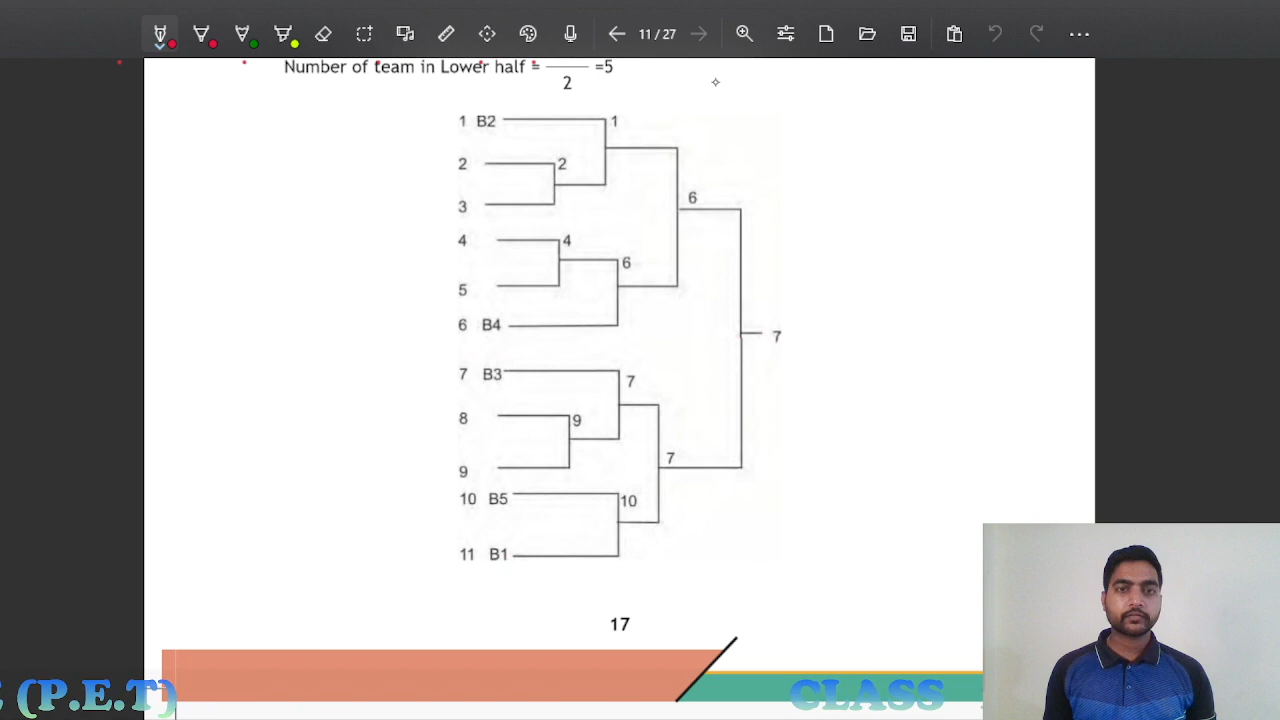 11 / 27
Number of team in Lower half = ――― =5
2
1 B2 1
2 2
3
6
4 4
6
5
6 B4
7
7 B3 7
8 9
7
9
10 B5 10
11 B1
17
(P.E.T) CLASS